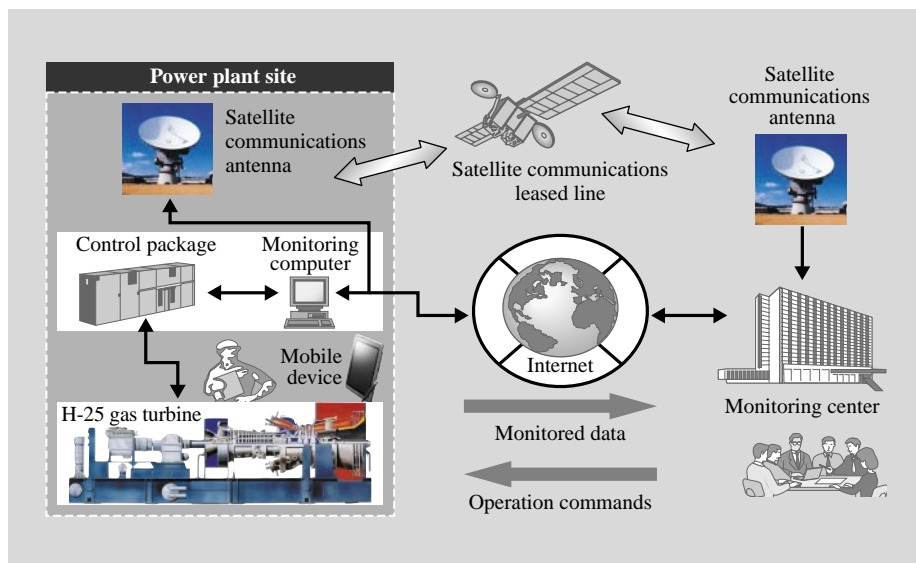 Power plant site
Satellite
communications
antenna
Satellite communications
leased line
Satellite
communications
antenna
Control package
Monitoring
computer
Mobile
device
Internet
H-25 gas turbine
Monitored data
Operation commands
Monitoring center